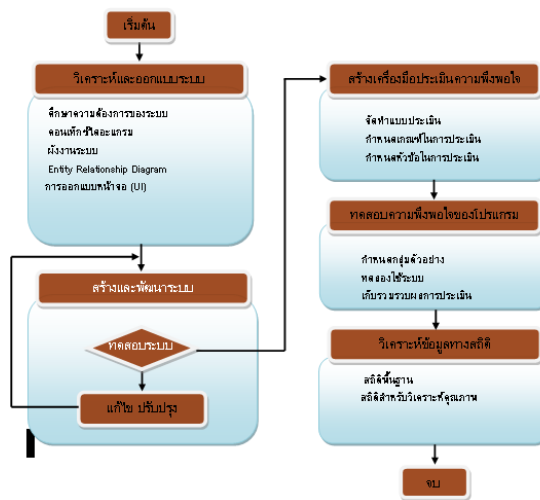 เริ่มต้น
วิเคราะห์และออกแบบระบบ
ศึกษาความต้องการของระบบ
คอนเท็กซ์ไดอะแกรม
ผังงานระบบ
Entity Relationship Diagram
การออกแบบหน้าจอ (UI)
สร้างและพัฒนาระบบ
ทดสอบระบบ
แก้ไข ปรับปรุง
สร้างเครื่องมือประเมินความพึงพอใจ
จัดทำแบบประเมิน
กำหนดเกณฑ์ในการประเมิน
กำหนดหัวข้อในการประเมิน
ทดสอบความพึงพอใจของโปรแกรม
กำหนดกลุ่มตัวอย่าง
ทดลองใช้ระบบ
เก็บรวมรวบผลการประเมิน
วิเคราะห์ข้อมูลทางสถิติ
สถิติพื้นฐาน
สถิติสำหรับวิเคราะห์คุณภาพ
จบ